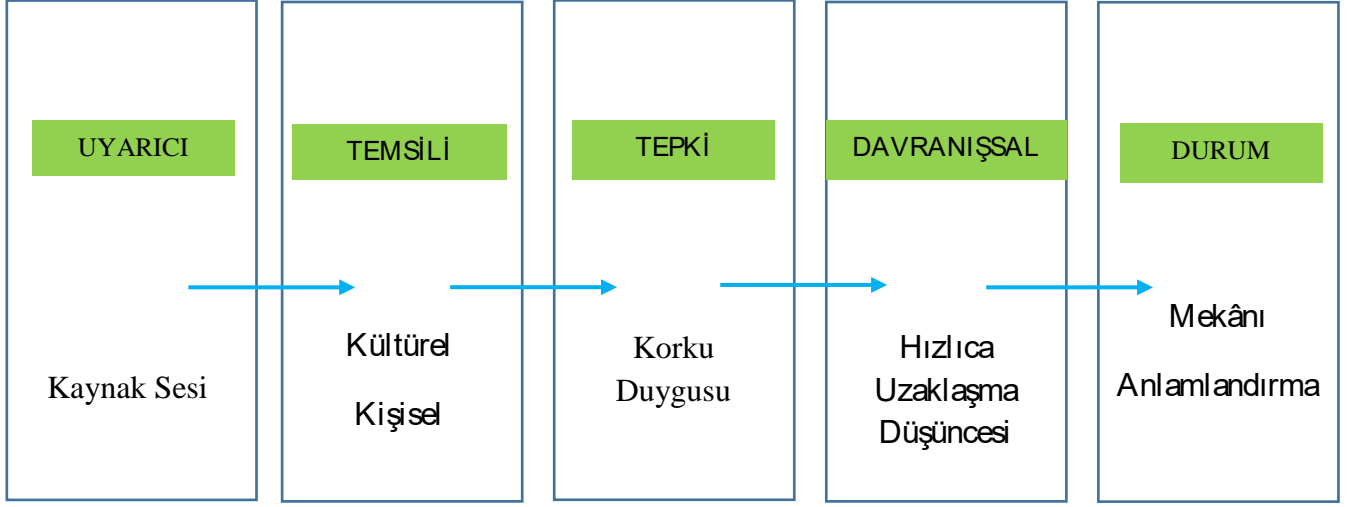 UYARICI
Kaynak Sesi
TEMSİLİ
Kültürel
Kişisel
TEPKİ
Korku
Duygusu
DAVRANIŞSAL
Hızlıca
Uzaklaşma
Düşüncesi
DURUM
Mekânı
Anlamlandırma